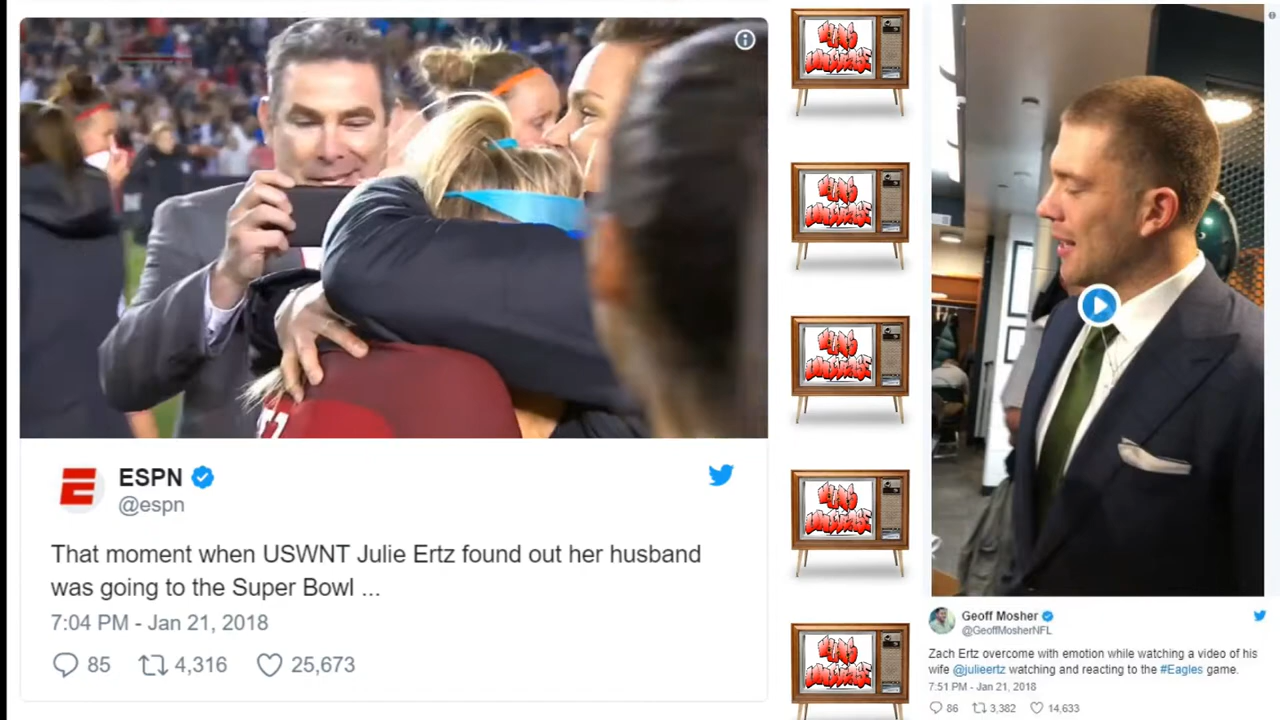 ESPN
@espn
That moment when USWNT Julie Ertz found out her husband
was going to the Super Bowl ...
7:04 PM - Jan 21, 2018
85 4,316 25,673
Geoff Mosher
@GeoffMosherNFL
Zach Ertz overcome with emotion while watching a video of his
wife @julieertz watching and reacting to the #Eagles game.
7:51 PM - Jan 21, 2018
86 3,382 14,633